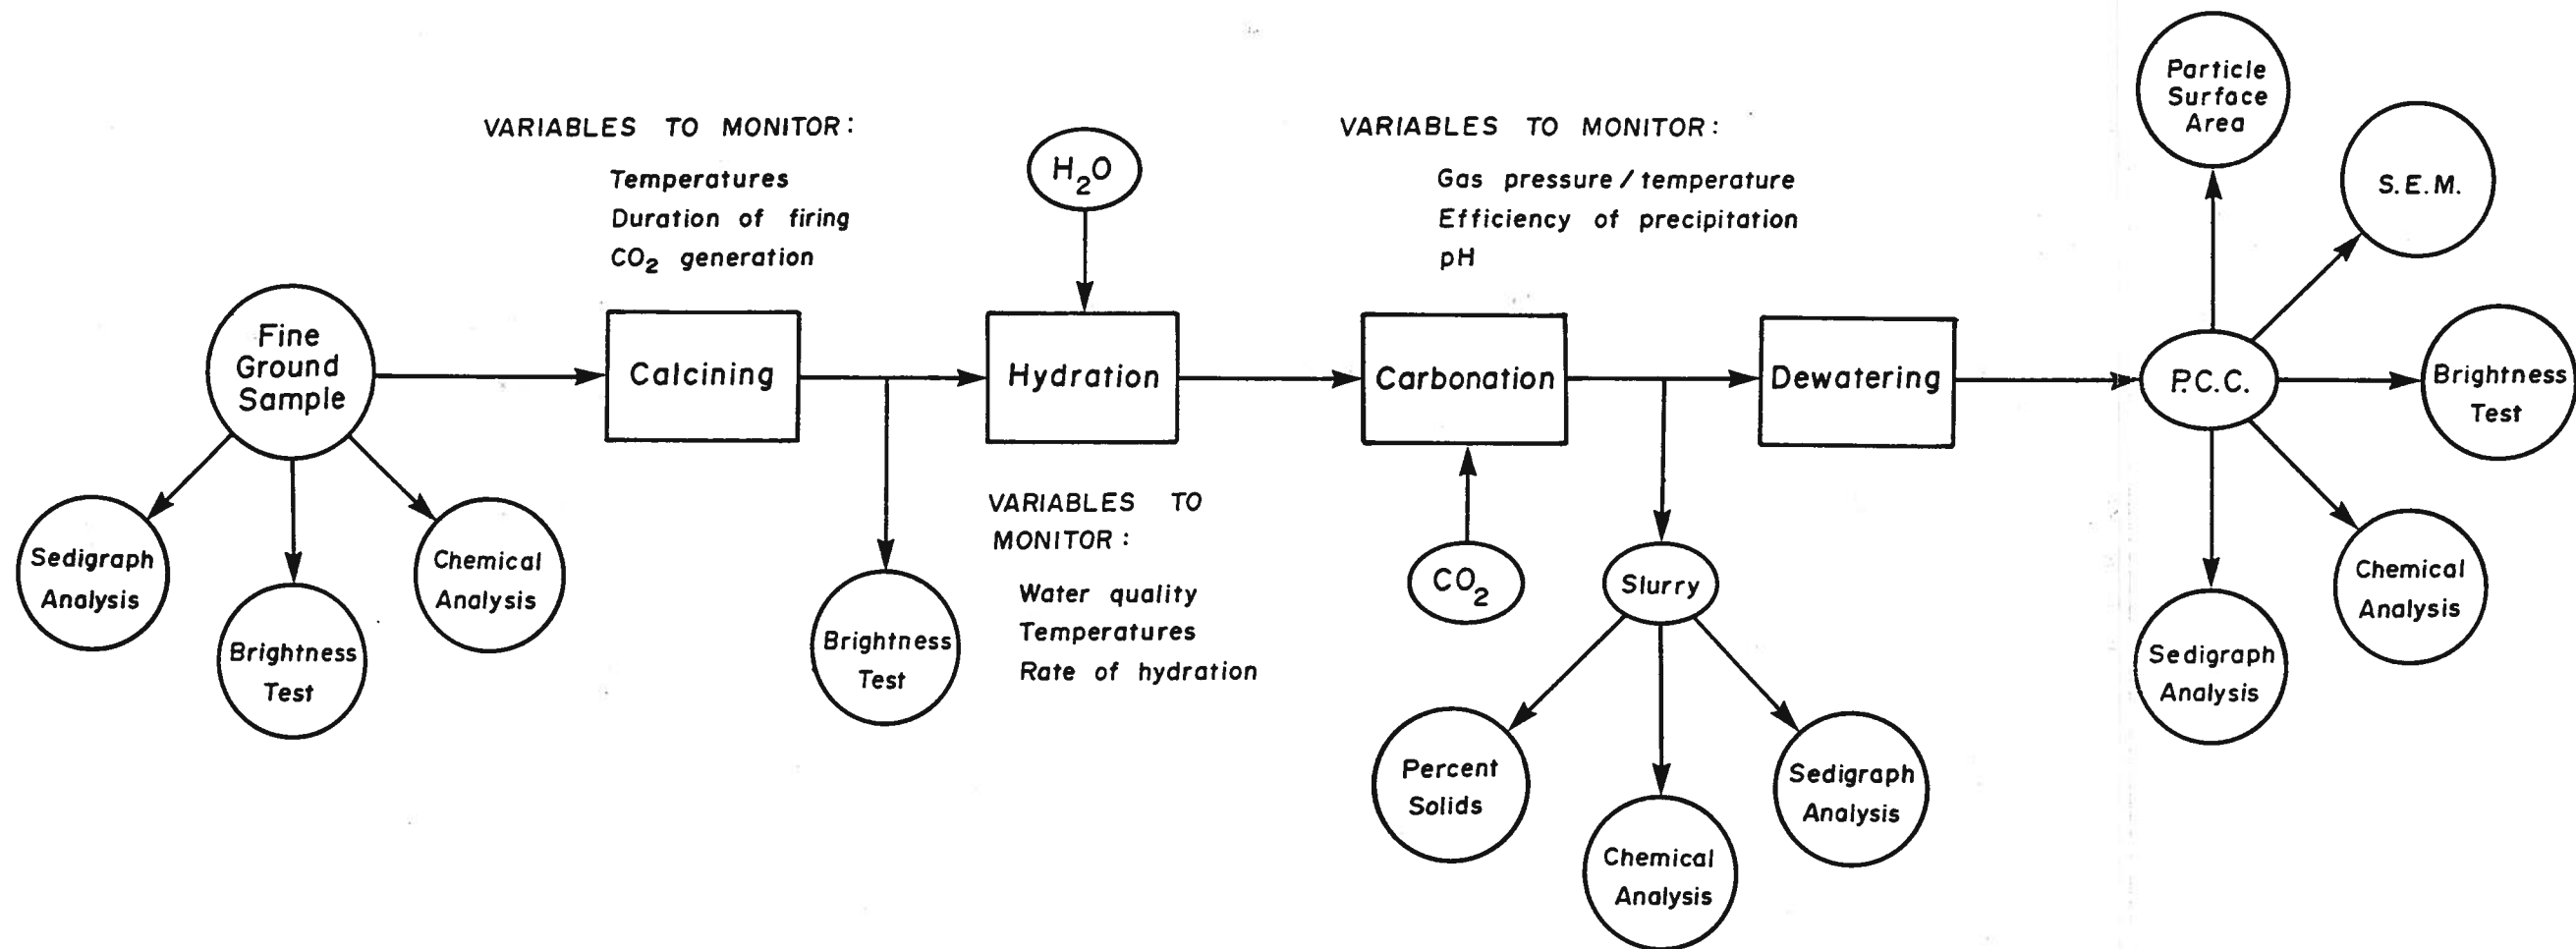 VARIABLES TO MONITOR:
Temperatures
Duration of firing
CO₂ generation
H₂O
VARIABLES TO MONITOR:
Gas pressure / temperature
Efficiency of precipitation
pH
Particle
Surface
Area
S.E.M.
Fine
Ground
Sample
Calcining
Hydration
Carbonation
Dewatering
P.C.C.
Brightness
Test
Sedigraph
Analysis
Brightness
Test
Chemical
Analysis
Brightness
Test
VARIABLES TO
MONITOR:
Water quality
Temperatures
Rate of hydration
CO₂
Slurry
Percent
Solids
Chemical
Analysis
Sedigraph
Analysis
Sedigraph
Analysis
Chemical
Analysis